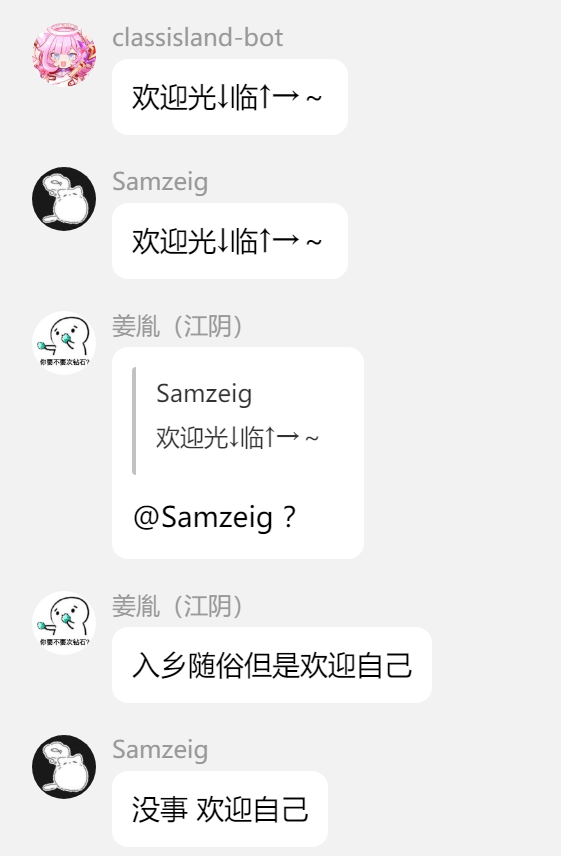 classisland-bot
欢迎光↓临↑→ ~
Samzeig
欢迎光↓临↑→ ~
姜胤（江阴）
你要不要次钻石?
Samzeig
欢迎光↓临↑→ ~
@Samzeig ？
姜胤（江阴）
你要不要次钻石?
入乡随俗但是欢迎自己
Samzeig
没事 欢迎自己